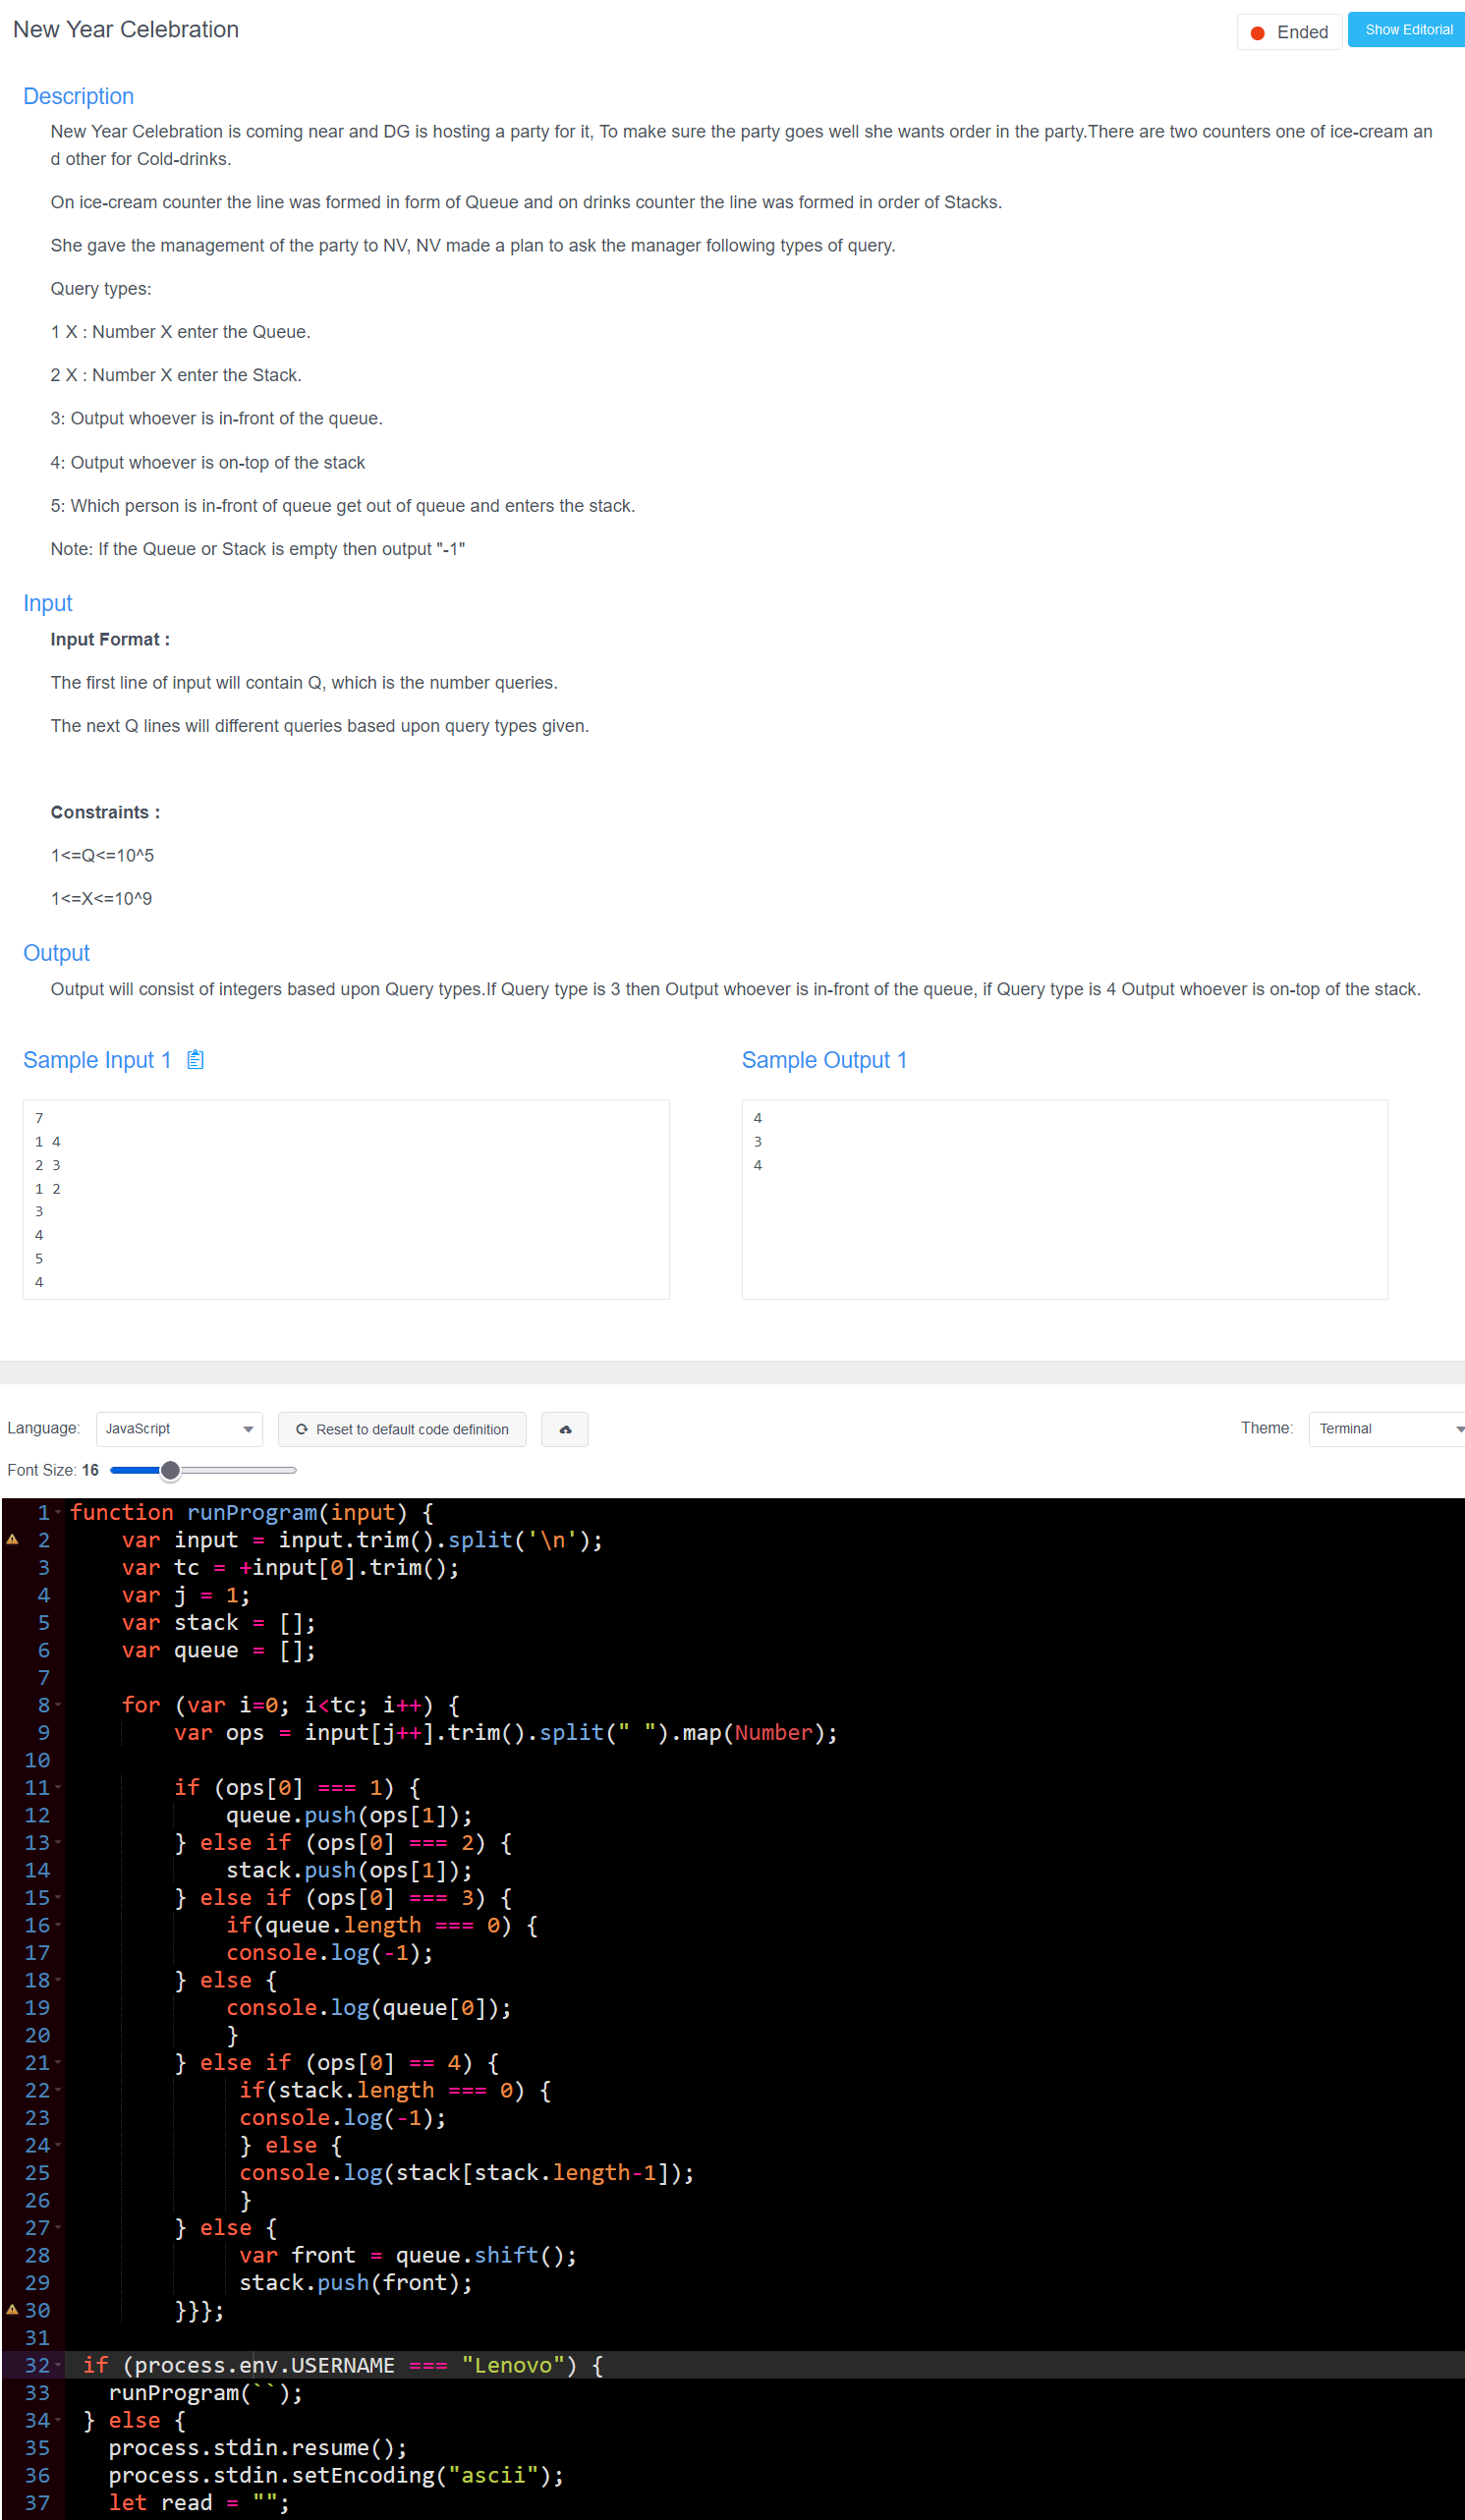 New Year Celebration
Ended
Show Editorial
Description
New Year Celebration is coming near and DG is hosting a party for it, To make sure the party goes well she wants order in the party.There are two counters one of ice-cream an
d other for Cold-drinks.
On ice-cream counter the line was formed in form of Queue and on drinks counter the line was formed in order of Stacks.
She gave the management of the party to NV, NV made a plan to ask the manager following types of query.
Query types:
1 X : Number X enter the Queue.
2 X : Number X enter the Stack.
3: Output whoever is in-front of the queue.
4: Output whoever is on-top of the stack
5: Which person is in-front of queue get out of queue and enters the stack.
Note: If the Queue or Stack is empty then output "-1"
Input
Input Format :
The first line of input will contain Q, which is the number queries.
The next Q lines will different queries based upon query types given.
Constraints :
1<=Q<=10^5
1<=X<=10^9
Output
Output will consist of integers based upon Query types.If Query type is 3 then Output whoever is in-front of the queue, if Query type is 4 Output whoever is on-top of the stack.
Sample Input 1
7
1 4
2 3
1 2
3
4
5
4
Sample Output 1
4
3
4
Language:
JavaScript
Reset to default code definition
Theme:
Terminal
Font Size: 16
1 function runProgram(input) {
2     var input = input.trim().split('\n');
3     var tc = +input[0].trim();
4     var j = 1;
5     var stack = [];
6     var queue = [];
7
8     for (var i=0; i<tc; i++) {
9         var ops = input[j++].trim().split(" ").map(Number);
10
11         if (ops[0] === 1) {
12             queue.push(ops[1]);
13         } else if (ops[0] === 2) {
14             stack.push(ops[1]);
15         } else if (ops[0] === 3) {
16             if(queue.length === 0) {
17             console.log(-1);
18         } else {
19             console.log(queue[0]);
20             }
21         } else if (ops[0] == 4) {
22              if(stack.length === 0) {
23              console.log(-1);
24              } else {
25              console.log(stack[stack.length-1]);
26              }
27         } else {
28              var front = queue.shift();
29              stack.push(front);
30         }}};
31
32  if (process.env.USERNAME === "Lenovo") {
33    runProgram(``);
34  } else {
35    process.stdin.resume();
36    process.stdin.setEncoding("ascii");
37    let read = "";